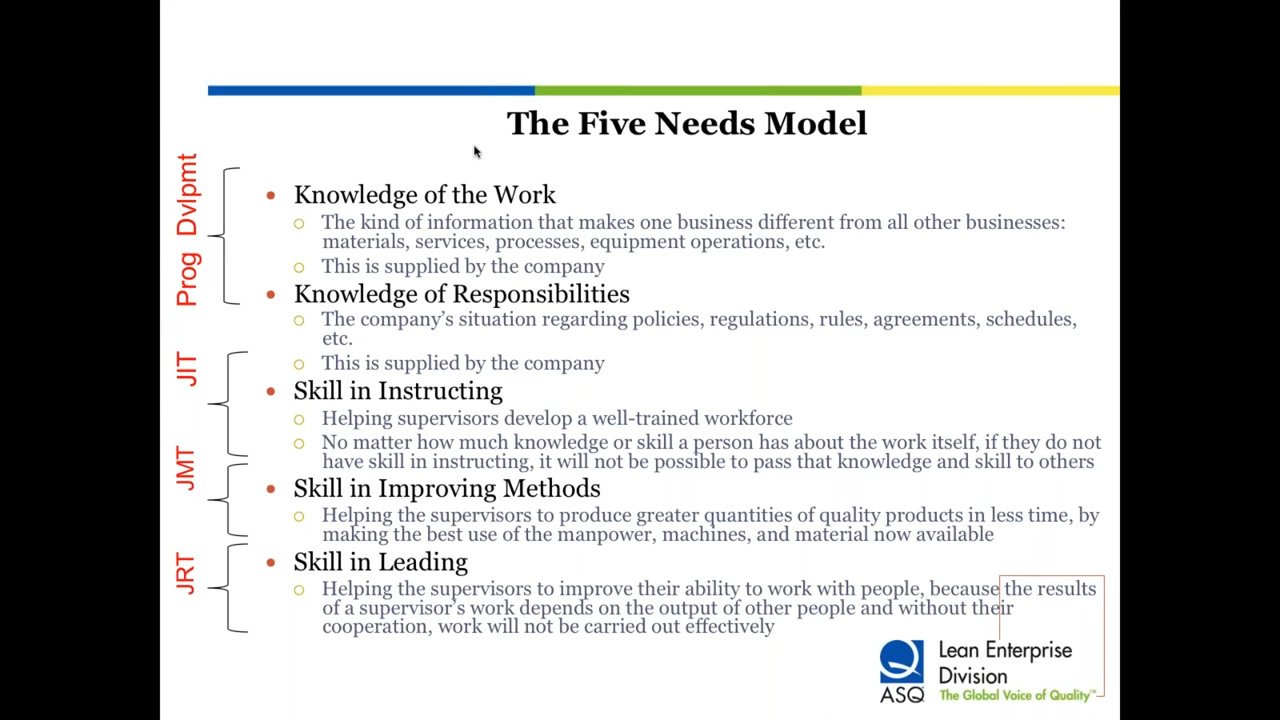 The Five Needs Model
Prog Dvlpmt
Knowledge of the Work
The kind of information that makes one business different from all other businesses:
materials, services, processes, equipment operations, etc.
This is supplied by the company
Knowledge of Responsibilities
The company's situation regarding policies, regulations, rules, agreements, schedules,
etc.
This is supplied by the company
JIT
Skill in Instructing
Helping supervisors develop a well-trained workforce
No matter how much knowledge or skill a person has about the work itself, if they do not
have skill in instructing, it will not be possible to pass that knowledge and skill to others
JMT
Skill in Improving Methods
Helping the supervisors to produce greater quantities of quality products in less time, by
making the best use of the manpower, machines, and material now available
JRT
Skill in Leading
Helping the supervisors to improve their ability to work with people, because the results
of a supervisor's work depends on the output of other people and without their
cooperation, work will not be carried out effectively
ASQ
Lean Enterprise
Division
The Global Voice of Quality™